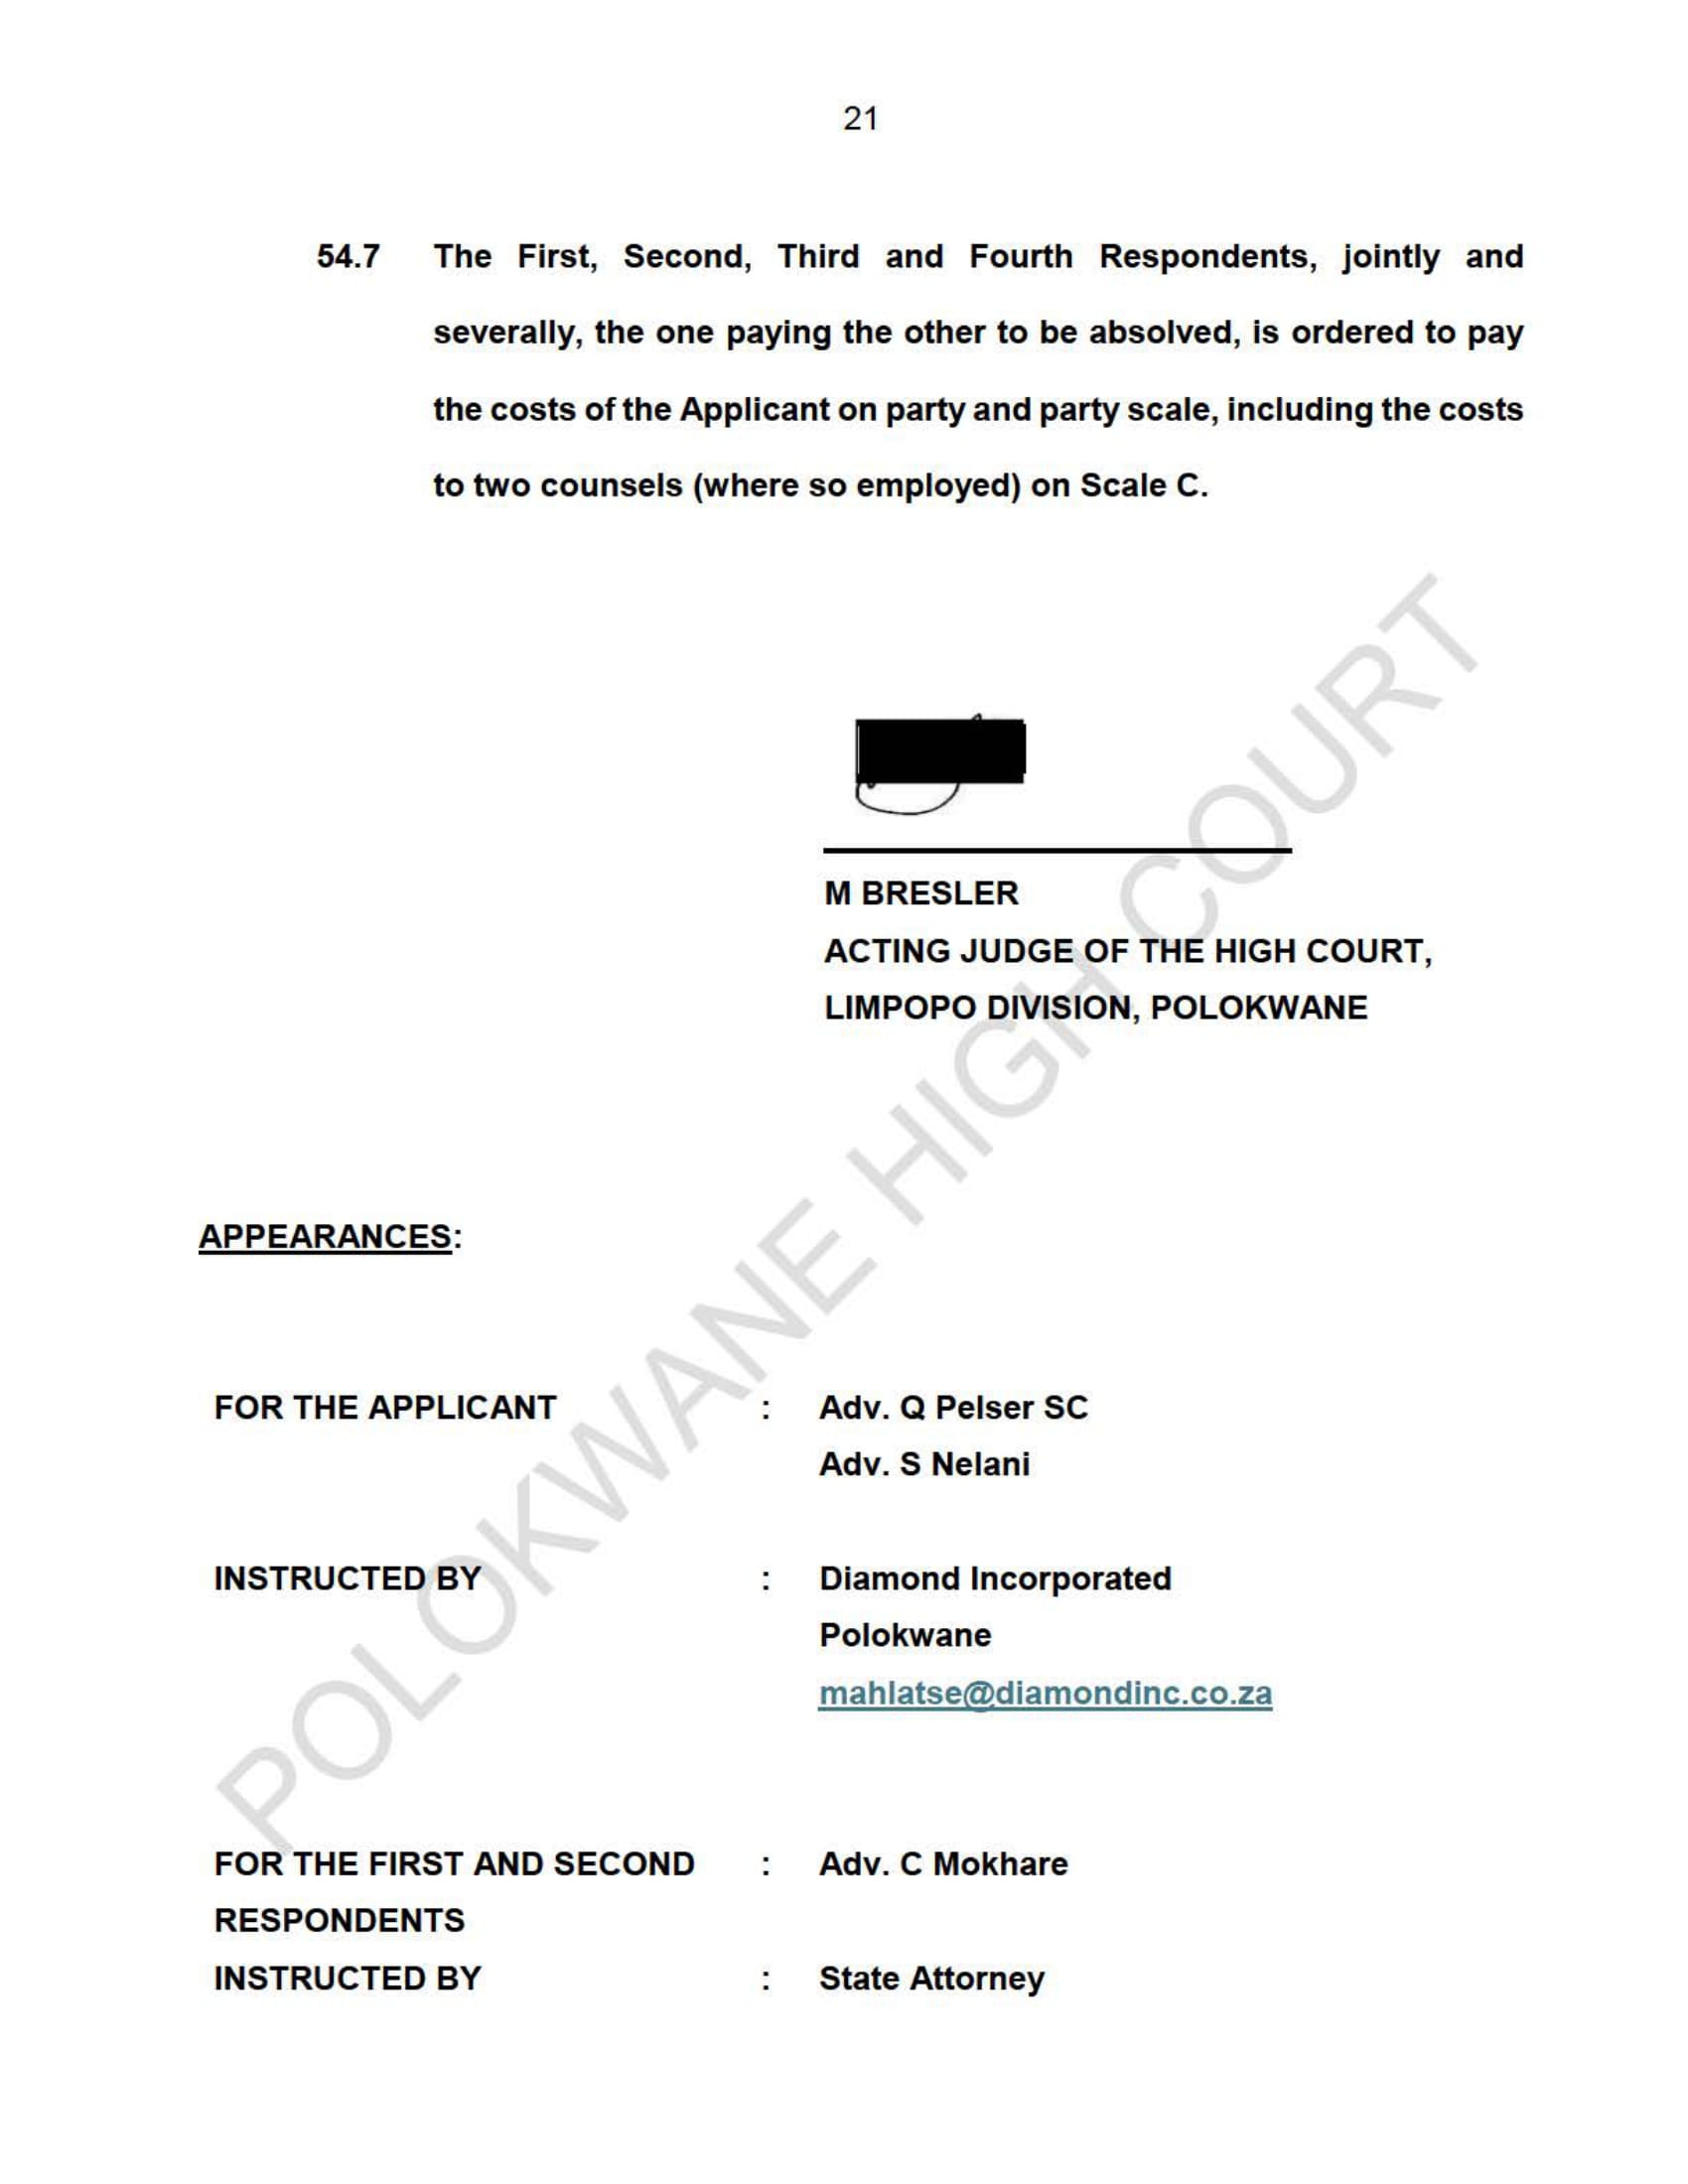 21
54.7 The First, Second, Third and Fourth Respondents, jointly and
severally, the one paying the other to be absolved, is ordered to pay
the costs of the Applicant on party and party scale, including the costs
to two counsels (where so employed) on Scale C.
M BRESLER
ACTING JUDGE OF THE HIGH COURT,
LIMPOPO DIVISION, POLOKWANE
APPEARANCES:
FOR THE APPLICANT : Adv. Q Pelser SC
Adv. S Nelani
INSTRUCTED BY : Diamond Incorporated
Polokwane
mahlatse@diamondinc.co.za
FOR THE FIRST AND SECOND : Adv. C Mokhare
RESPONDENTS
INSTRUCTED BY : State Attorney
POLOKWANE HIGH COURT